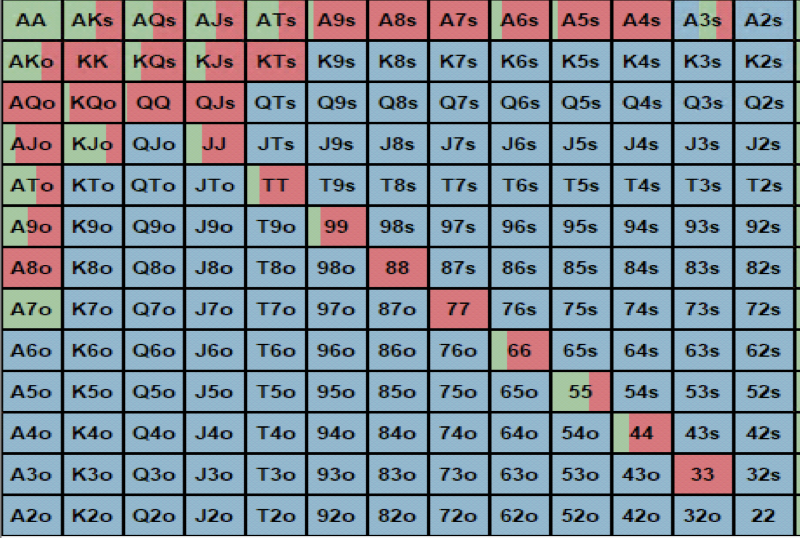 AA AKs AQs AJs ATs A9s A8s A7s A6s A5s A4s A3s A2s
AKo KK KQs KJs KTs K9s K8s K7s K6s K5s K4s K3s K2s
AQo KQo QQ QJs QTs Q9s Q8s Q7s Q6s Q5s Q4s Q3s Q2s
AJo KJo QJo JJ JTs J9s J8s J7s J6s J5s J4s J3s J2s
ATo KTo QTo JTo TT T9s T8s T7s T6s T5s T4s T3s T2s
A9o K9o Q9o J9o T9o 99 98s 97s 96s 95s 94s 93s 92s
A8o K8o Q8o J8o T8o 98o 88 87s 86s 85s 84s 83s 82s
A7o K7o Q7o J7o T7o 97o 87o 77 76s 75s 74s 73s 72s
A6o K6o Q6o J6o T6o 96o 86o 76o 66 65s 64s 63s 62s
A5o K5o Q5o J5o T5o 95o 85o 75o 65o 55 54s 53s 52s
A4o K4o Q4o J4o T4o 94o 84o 74o 64o 54o 44 43s 42s
A3o K3o Q3o J3o T3o 93o 83o 73o 63o 53o 43o 33 32s
A2o K2o Q2o J2o T2o 92o 82o 72o 62o 52o 42o 32o 22